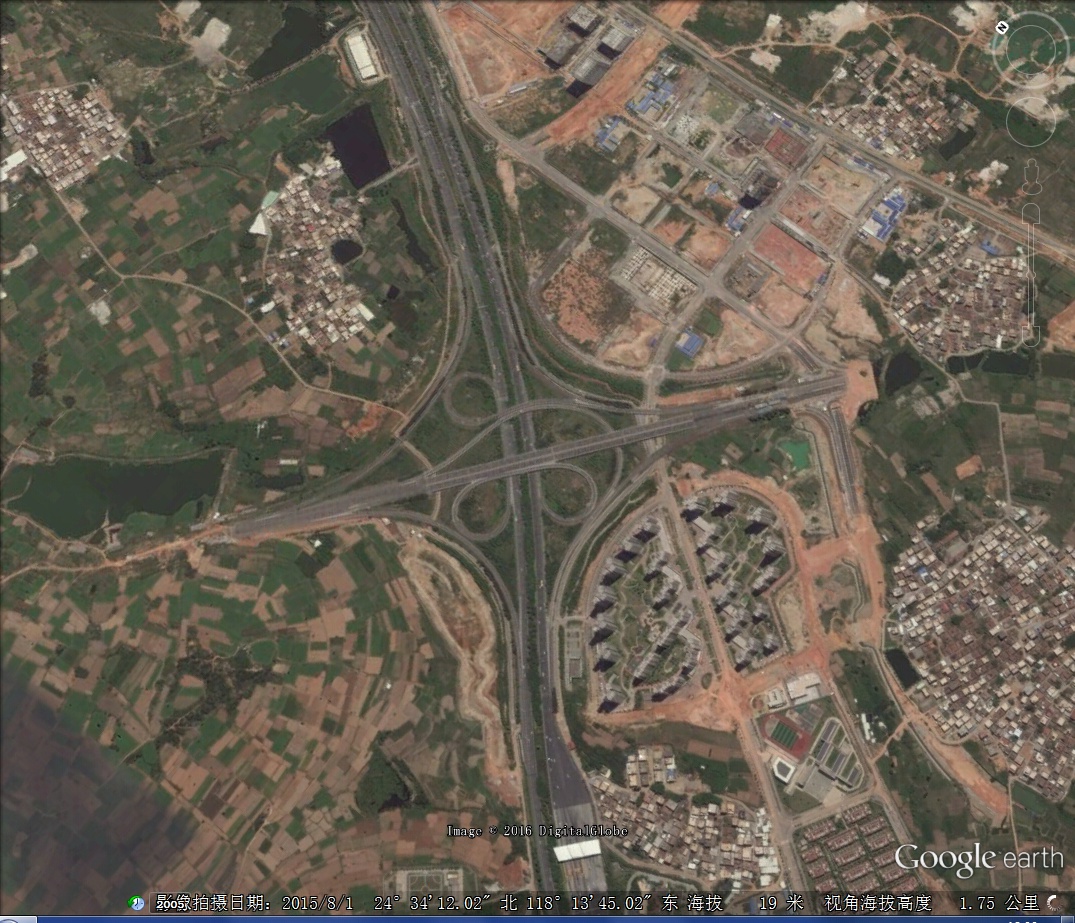 Image © 2016 DigitalGlobe
Google earth
2005 影像拍摄日期: 2015/8/1 24° 34′12.02″ 北 118° 13′45.02″ 东 海拔 19 米 视角海拔高度 1.75 公里